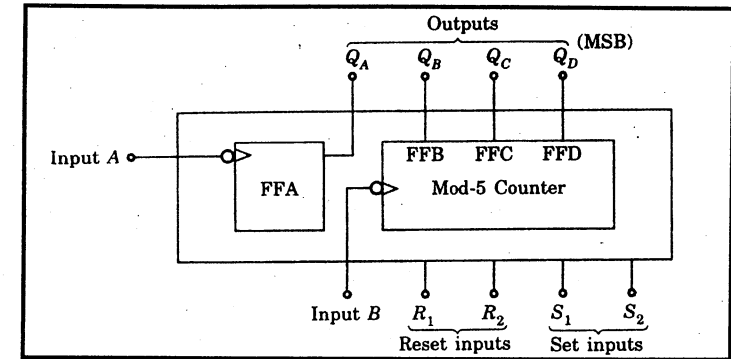 Outputs
(MSB)
Q_A Q_B Q_C Q_D
Input A
FFA
FFB FFC FFD
Mod-5 Counter
Input B R_1 R_2 S_1 S_2
Reset inputs Set inputs